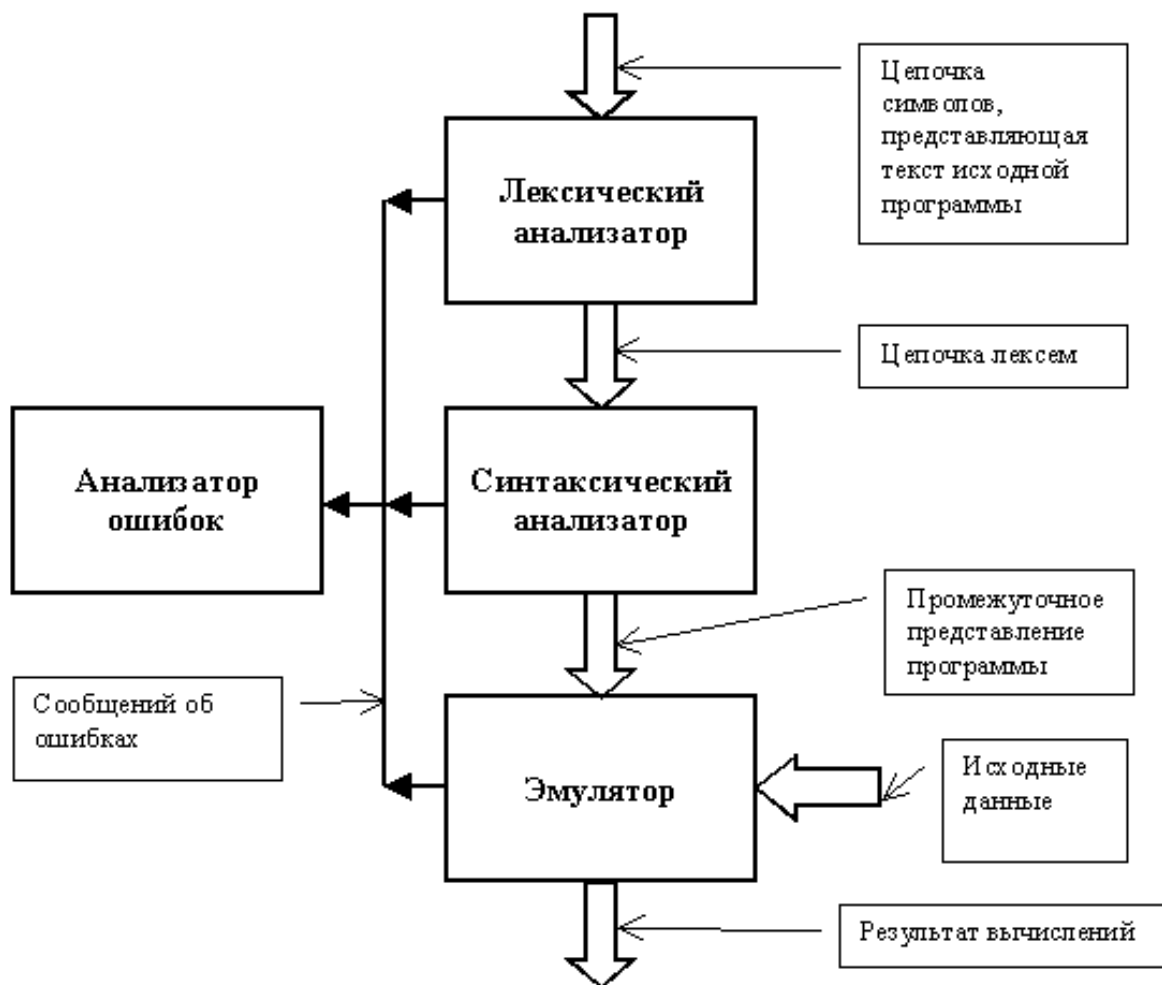 Цепочка
символов,
представляющая
текст исходной
программы
Лексический
анализатор
Цепочка лексем
Анализатор
ошибок
Синтаксический
анализатор
Промежуточное
представление
программы
Сообщений об
ошибках
Эмулятор
Исходные
данные
Результат вычислений